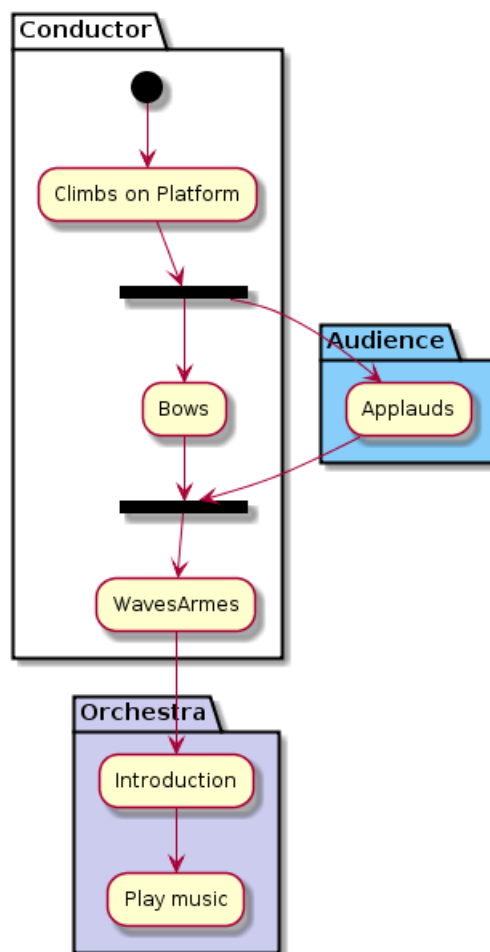 Conductor
Climbs on Platform
Audience
Bows
Applauds
WavesArmes
Orchestra
Introduction
Play music